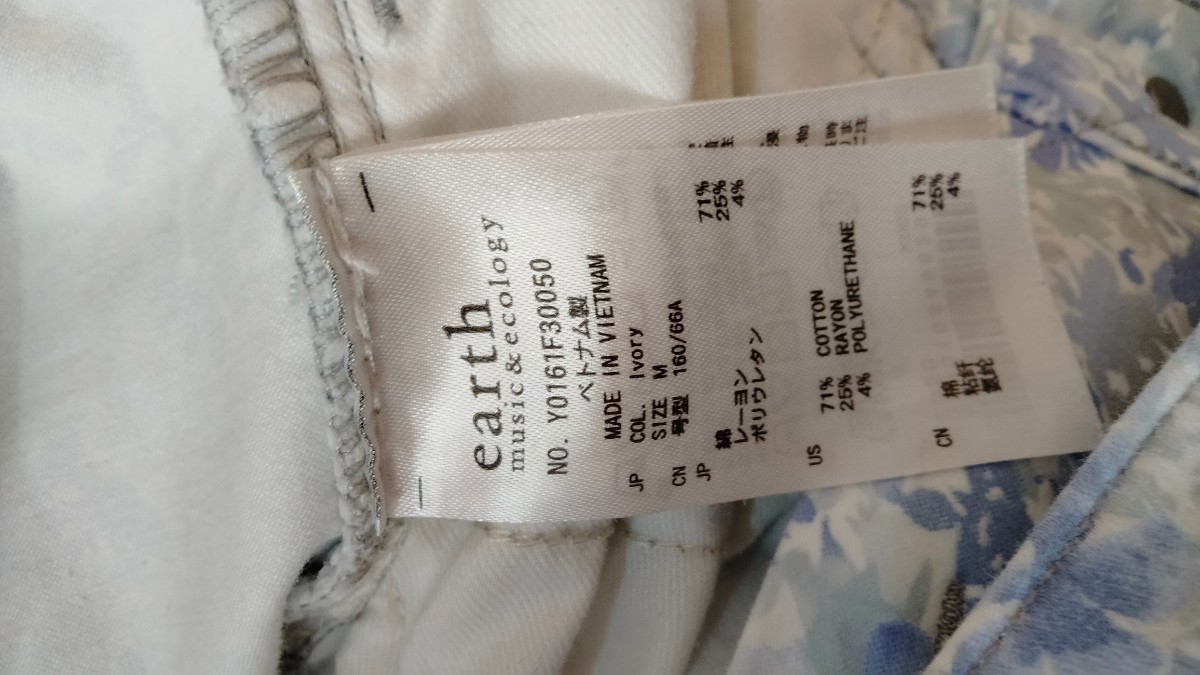 earth
music&ecology
NO. Y0161F30050
ベトナム製
MADE IN VIETNAM
JP COL. Ivory
SIZE M
CN 号型 160/66A
JP
綿 71%
レーヨン 25%
ポリウレタン 4%
US 71% COTTON
25% RAYON
4% POLYURETHANE
CN
棉 71%
粘纤 25%
氨纶 4%